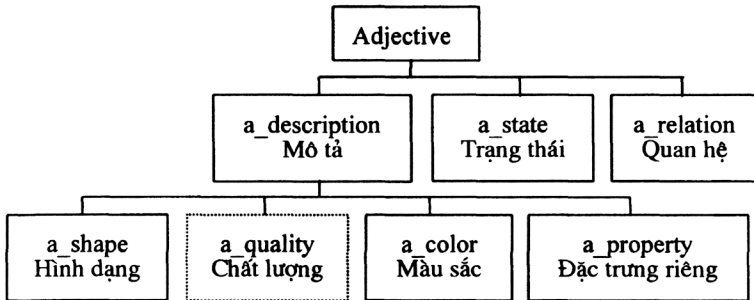 Adjective
a_description
Mô tả
a_state
Trạng thái
a_relation
Quan hệ
a_shape
Hình dạng
a_quality
Chất lượng
a_color
Màu sắc
a_property
Đặc trưng riêng